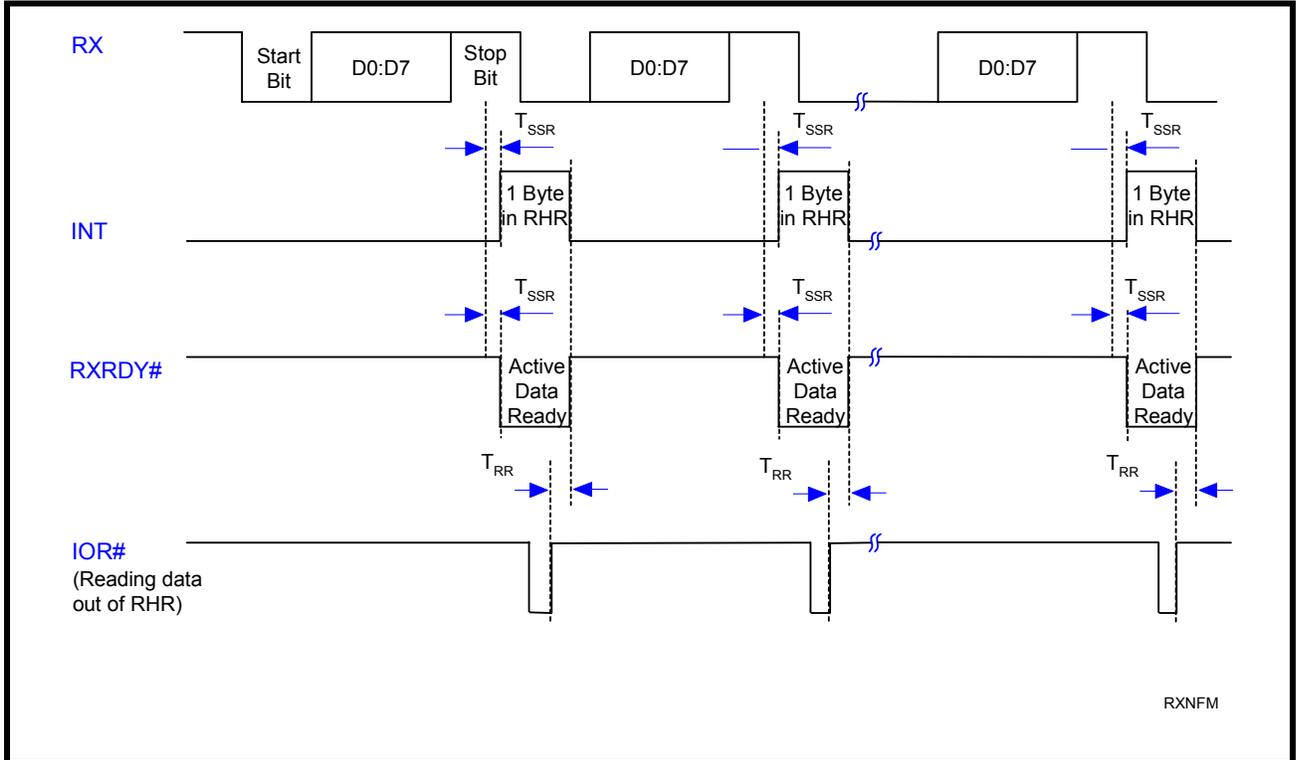 RX
Start
Bit
D0:D7
Stop
Bit
D0:D7
D0:D7
TSSR
TSSR
TSSR
INT
1 Byte
in RHR
1 Byte
in RHR
1 Byte
in RHR
TSSR
TSSR
TSSR
RXRDY#
Active
Data
Ready
Active
Data
Ready
Active
Data
Ready
TRR
TRR
TRR
IOR#
(Reading data
out of RHR)
RXNFM